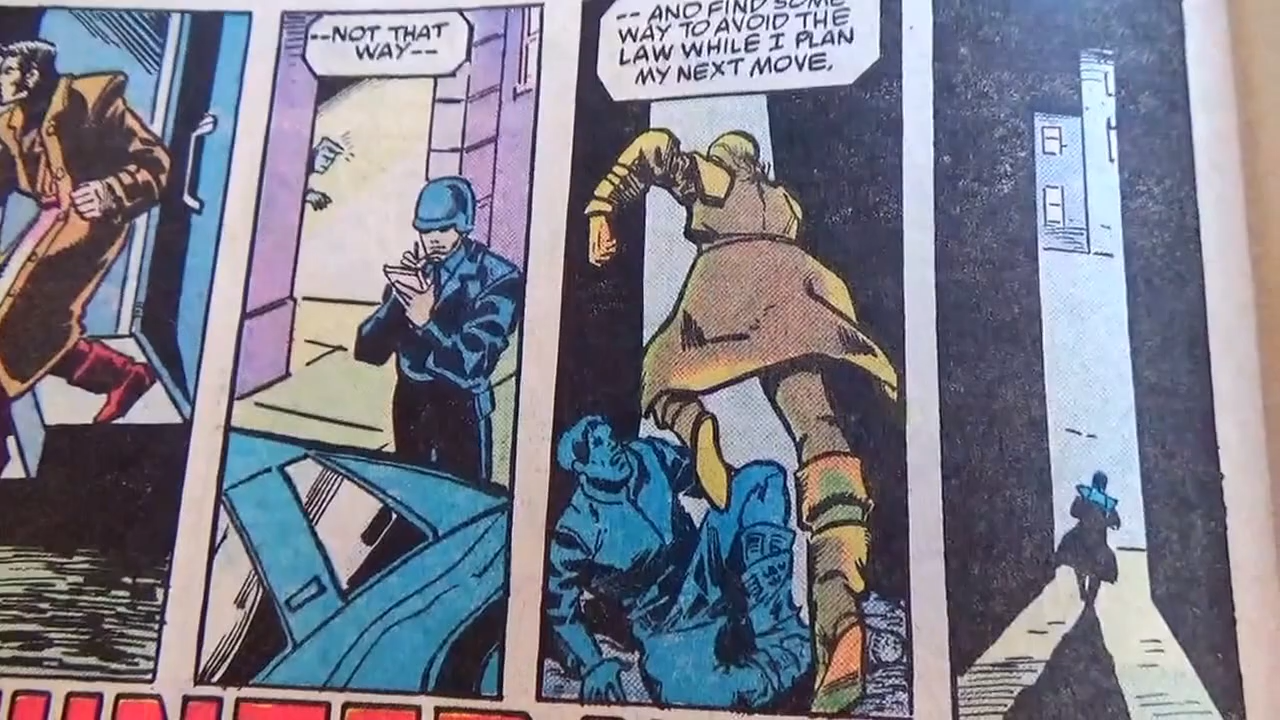 --NOT THAT
WAY--
-- AND FIND SOME
WAY TO AVOID THE
LAW WHILE I PLAN
MY NEXT MOVE.